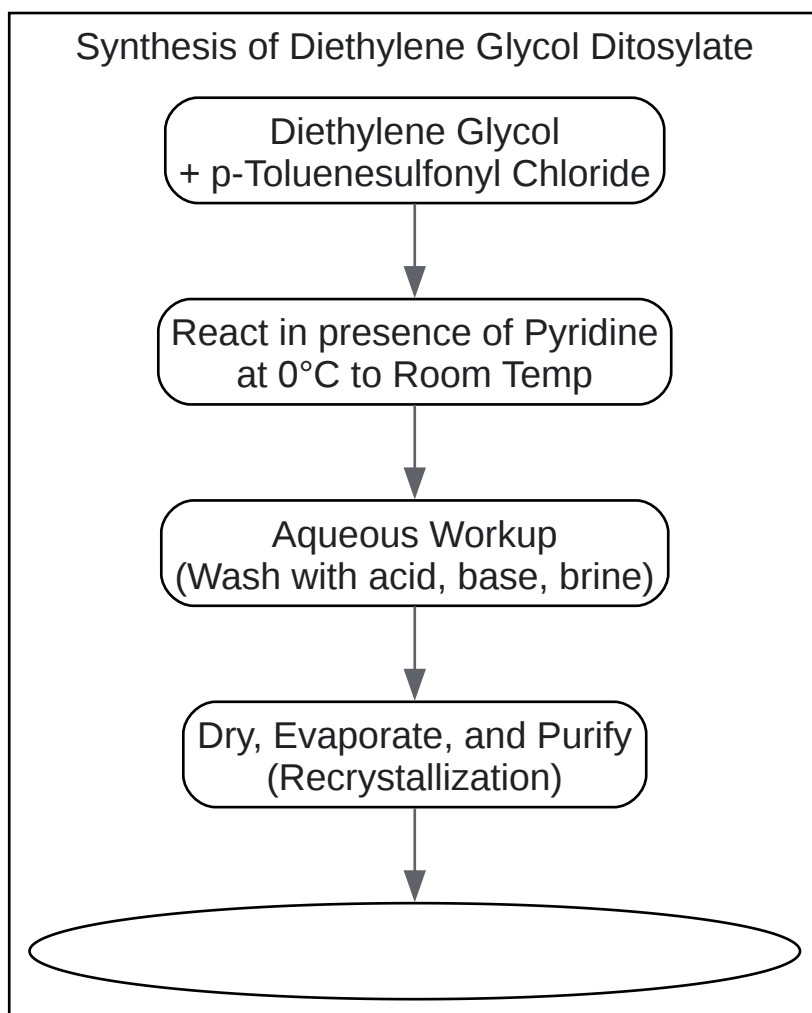 Synthesis of Diethylene Glycol Ditosylate
Diethylene Glycol
+ p-Toluenesulfonyl Chloride
React in presence of Pyridine
at 0°C to Room Temp
Aqueous Workup
(Wash with acid, base, brine)
Dry, Evaporate, and Purify
(Recrystallization)